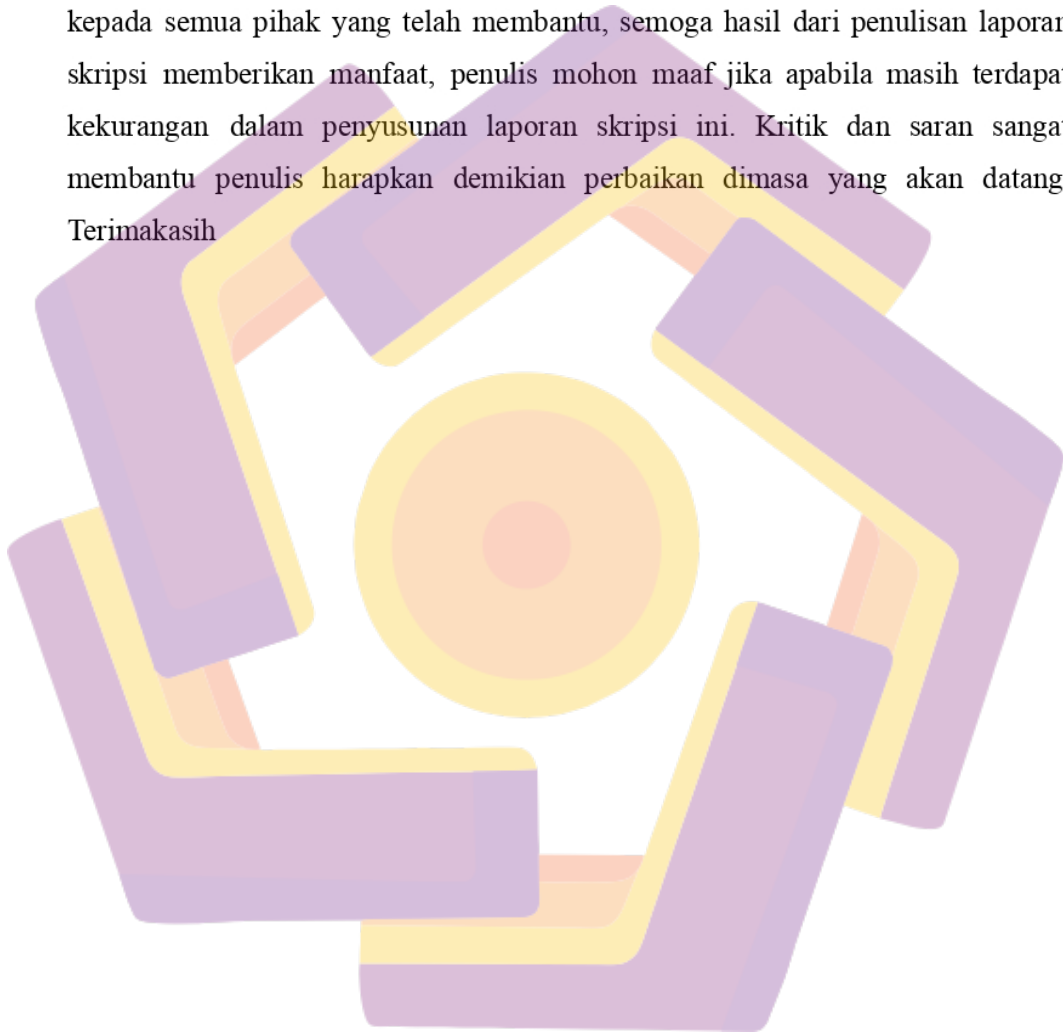 kepada semua pihak yang telah membantu, semoga hasil dari penulisan laporan
skripsi memberikan manfaat, penulis mohon maaf jika apabila masih terdapat
kekurangan dalam penyusunan laporan skripsi ini. Kritik dan saran sangat
membantu penulis harapkan demikian perbaikan dimasa yang akan datang.
Terimakasih